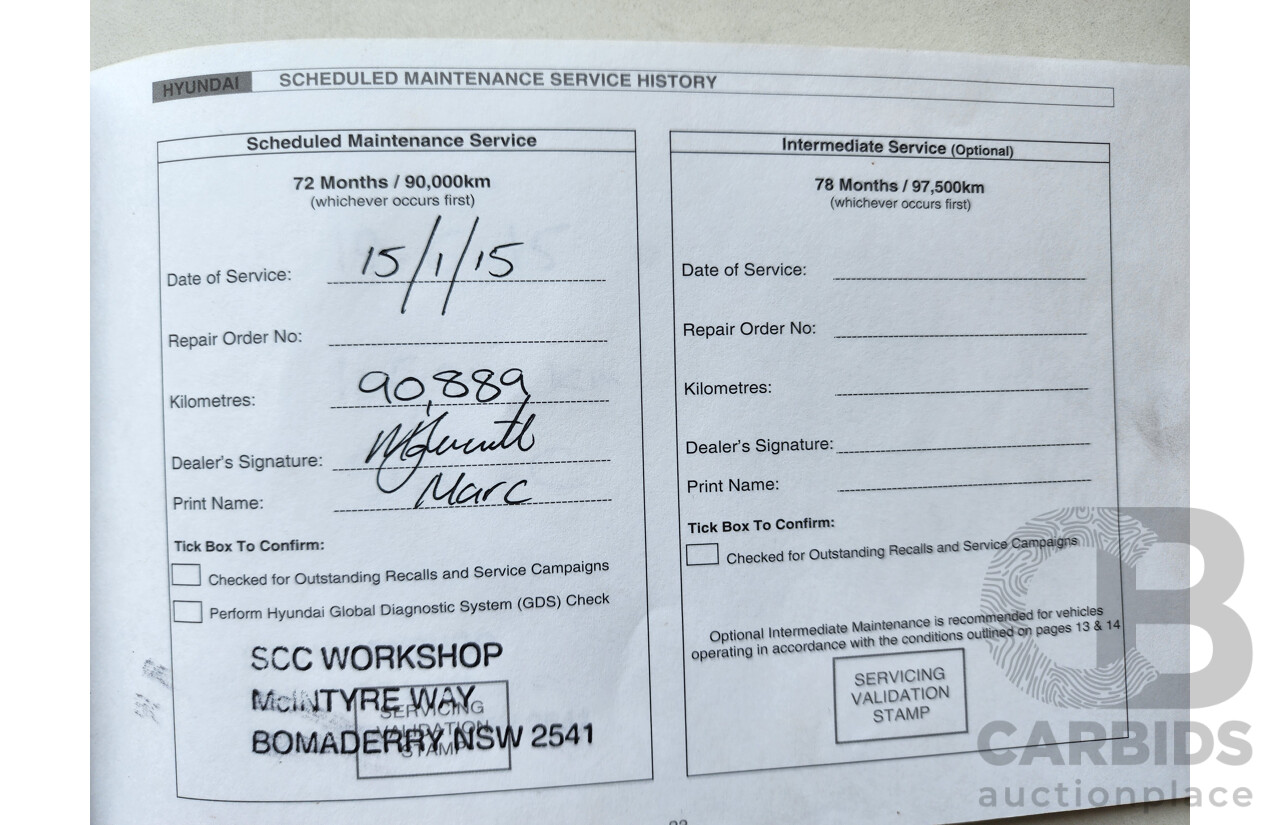 HYUNDAI SCHEDULED MAINTENANCE SERVICE HISTORY
Scheduled Maintenance Service
72 Months / 90,000km
(whichever occurs first)
Date of Service: 15/1/15
Repair Order No:
Kilometres: 90,889
Dealer's Signature:
Print Name: Marc
Tick Box To Confirm:
Checked for Outstanding Recalls and Service Campaigns
Perform Hyundai Global Diagnostic System (GDS) Check
SCC WORKSHOP
McINTYRE WAY
BOMADERRY NSW 2541
SERVICING
VALIDATION
STAMP
Intermediate Service (Optional)
78 Months / 97,500km
(whichever occurs first)
Date of Service:
Repair Order No:
Kilometres:
Dealer's Signature:
Print Name:
Tick Box To Confirm:
Checked for Outstanding Recalls and Service Campaigns
Optional Intermediate Maintenance is recommended for vehicles
operating in accordance with the conditions outlined on pages 13 & 14
SERVICING
VALIDATION
STAMP
CARBIDS
auctionplace